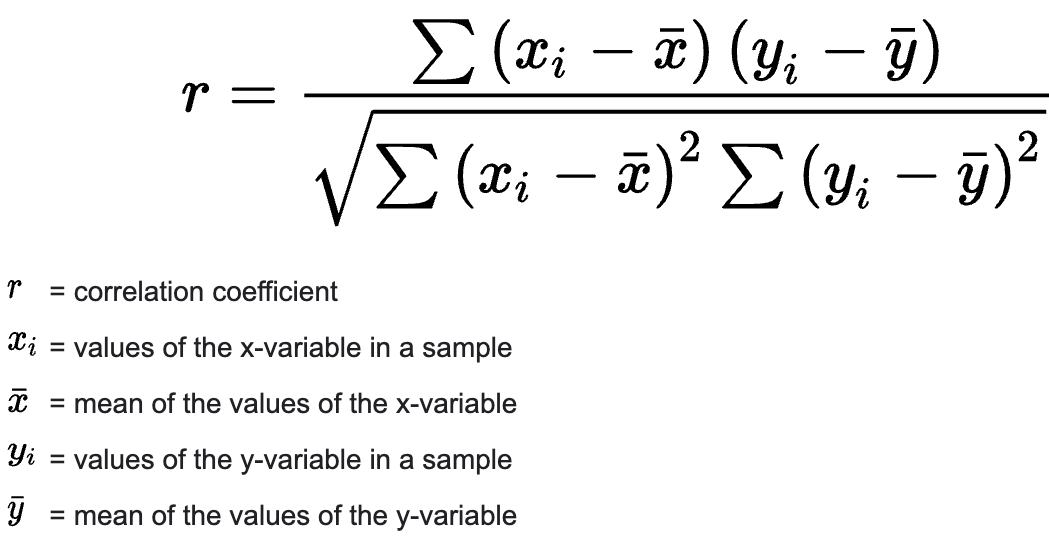 r = ∑ (xᵢ − x̄) (yᵢ − ȳ) / √(∑ (xᵢ − x̄)² ∑ (yᵢ − ȳ)²)
r = correlation coefficient
xᵢ = values of the x-variable in a sample
x̄ = mean of the values of the x-variable
yᵢ = values of the y-variable in a sample
ȳ = mean of the values of the y-variable